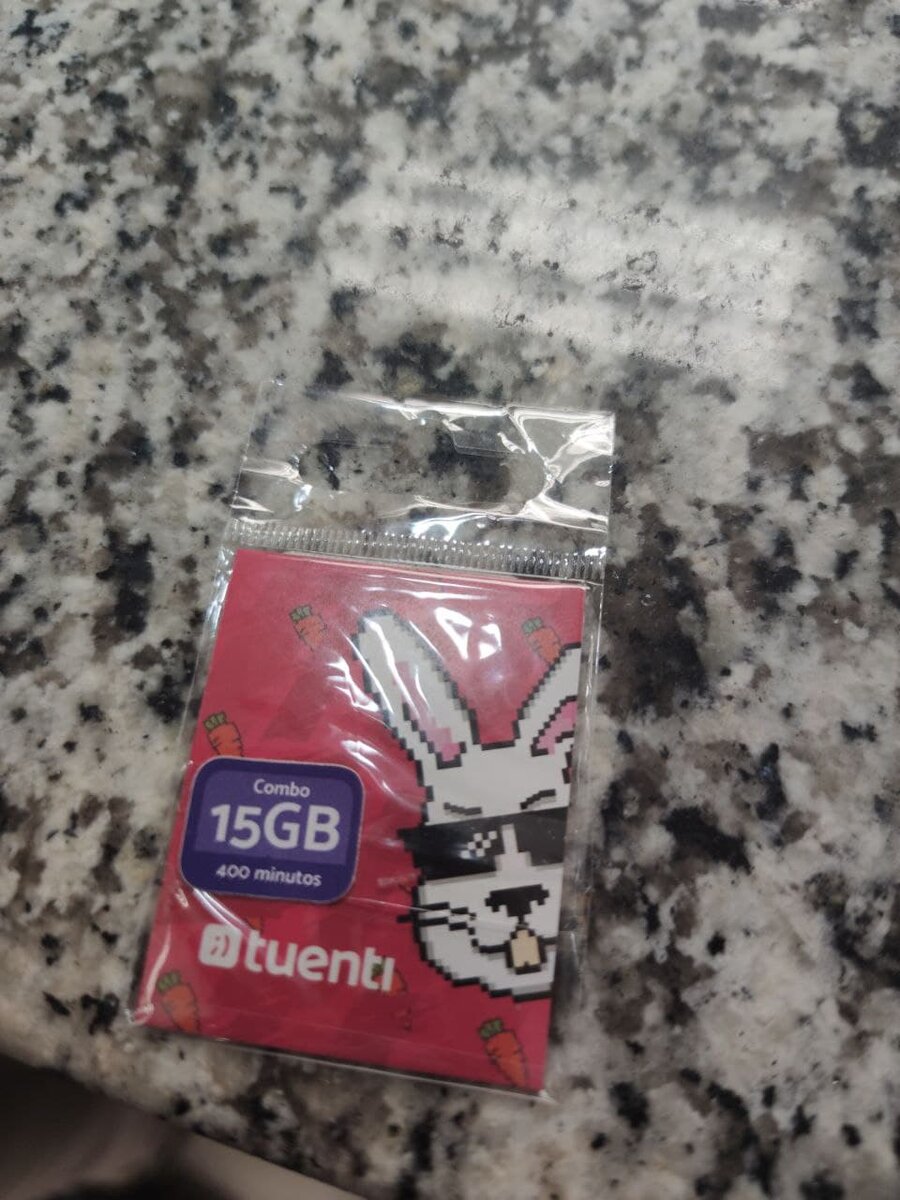 Combo
15GB
400 minutos
tuenti